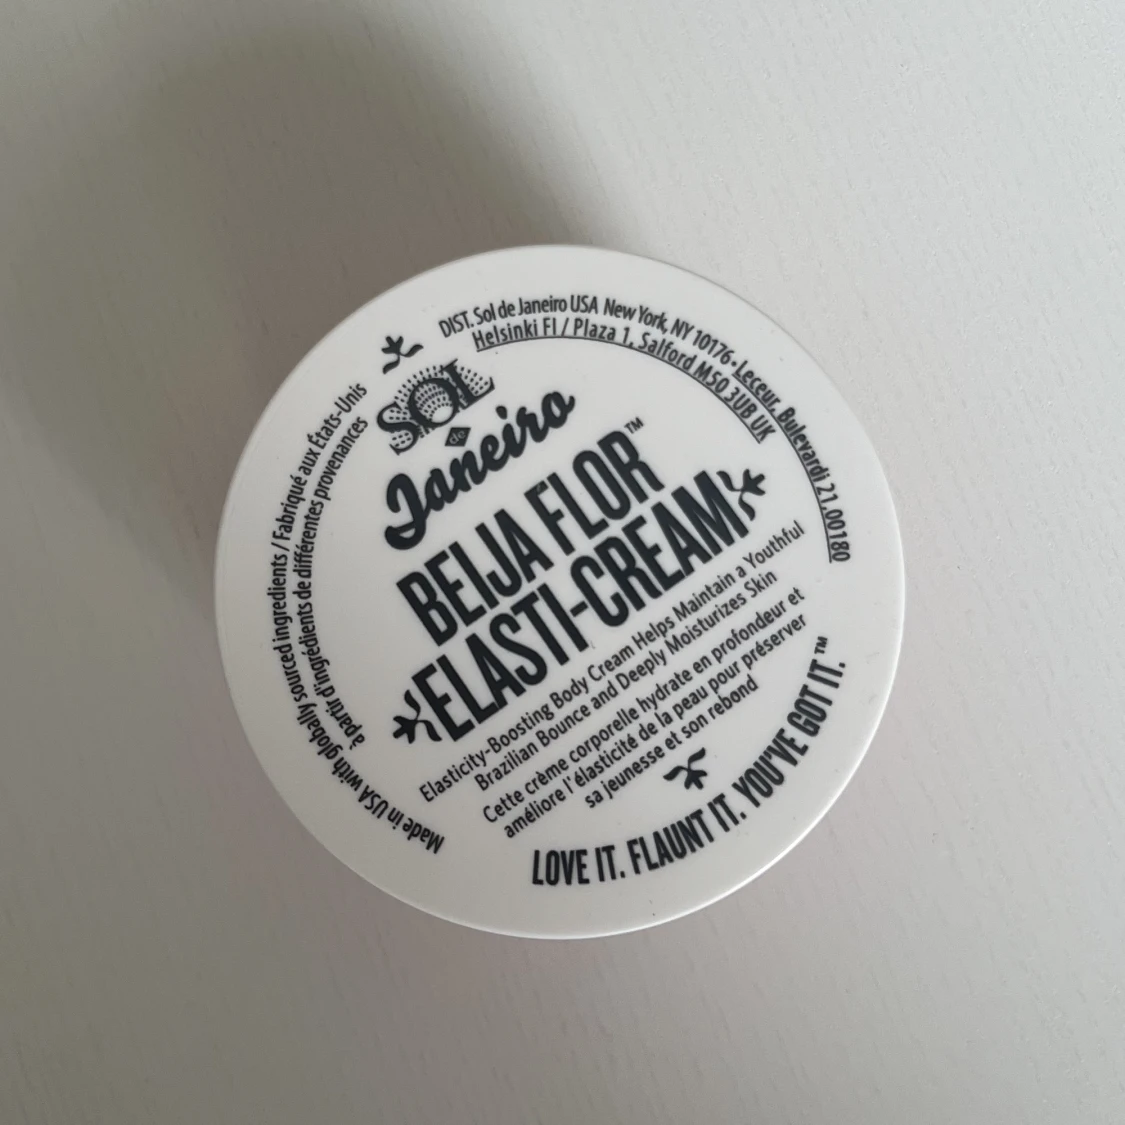 SOL
de
Janeiro
BEIJA FLOR™
ELASTI-CREAM
Elasticity-Boosting Body Cream Helps Maintain a Youthful
Brazilian Bounce and Deeply Moisturizes Skin
Cette crème corporelle hydrate en profondeur et
améliore l'élasticité de la peau pour préserver
sa jeunesse et son rebond
LOVE IT. FLAUNT IT. YOU'VE GOT IT.™
Made in USA with globally sourced ingredients / Fabriqué aux États-Unis
à partir d'ingrédients de différentes provenances
DIST. Sol de Janeiro USA New York, NY 10176 • Leceur, Bulevardi 21,00180
Helsinki FI / Plaza 1, Salford M50 3UB UK